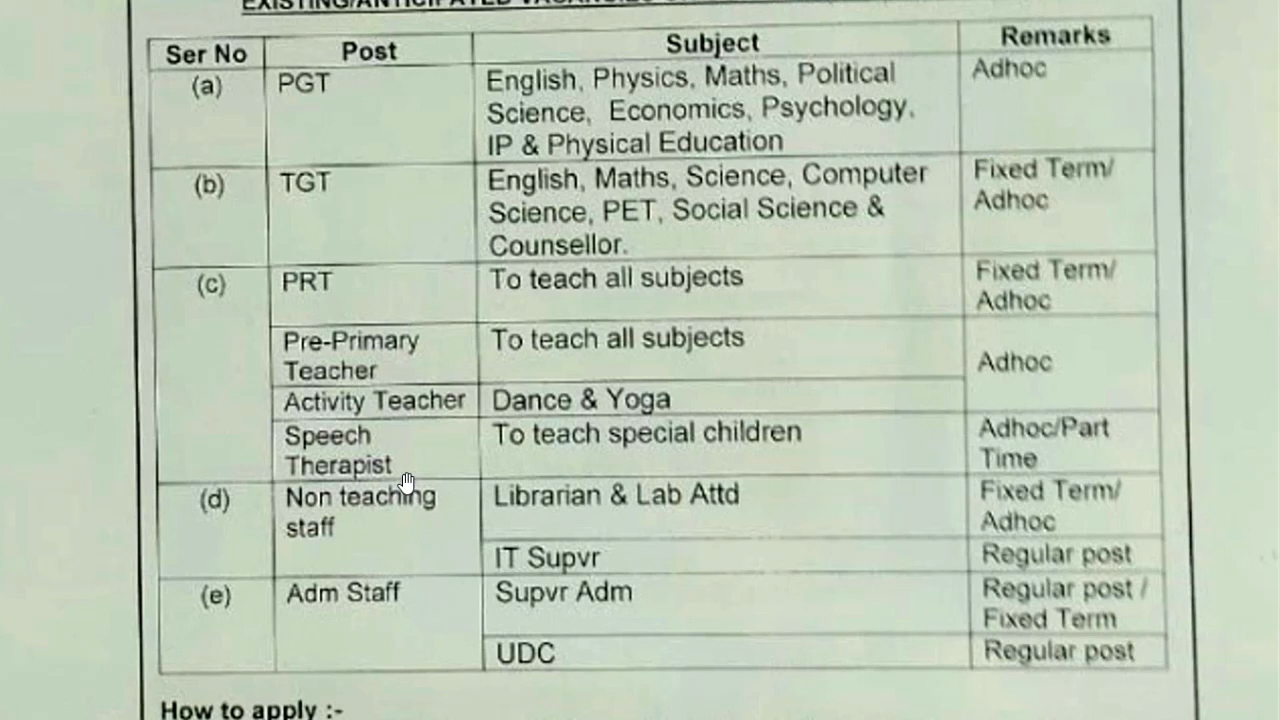 EXISTING/ANTICIPATED VACANCIES
Ser No Post Subject Remarks
(a) PGT English, Physics, Maths, Political Adhoc
Science, Economics, Psychology,
IP & Physical Education
(b) TGT English, Maths, Science, Computer Fixed Term/
Science, PET, Social Science & Adhoc
Counsellor.
(c) PRT To teach all subjects Fixed Term/
Adhoc
Pre-Primary To teach all subjects
Teacher Adhoc
Activity Teacher Dance & Yoga
Speech To teach special children Adhoc/Part
Therapist Time
(d) Non teaching Librarian & Lab Attd Fixed Term/
staff Adhoc
IT Supvr Regular post
(e) Adm Staff Supvr Adm Regular post /
Fixed Term
UDC Regular post
How to apply :-